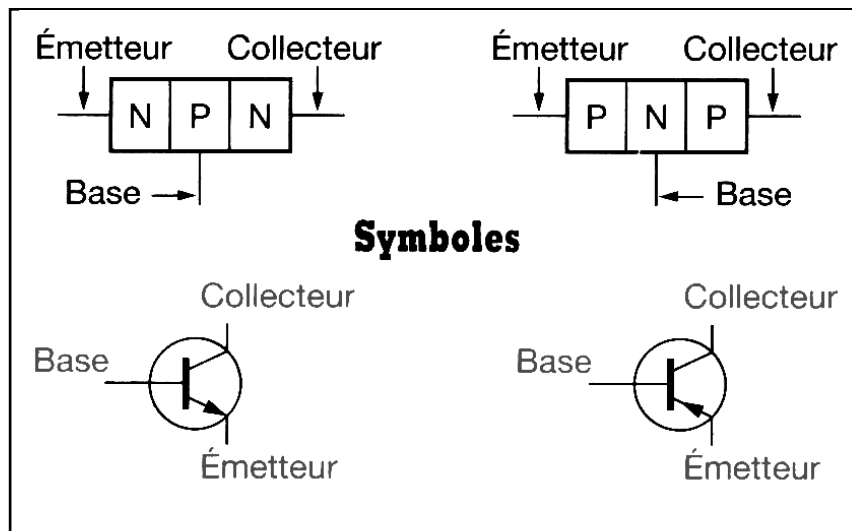 Émetteur Collecteur Émetteur Collecteur
N P N P N P
Base Base
Symboles
Collecteur Collecteur
Base Base
Émetteur Émetteur